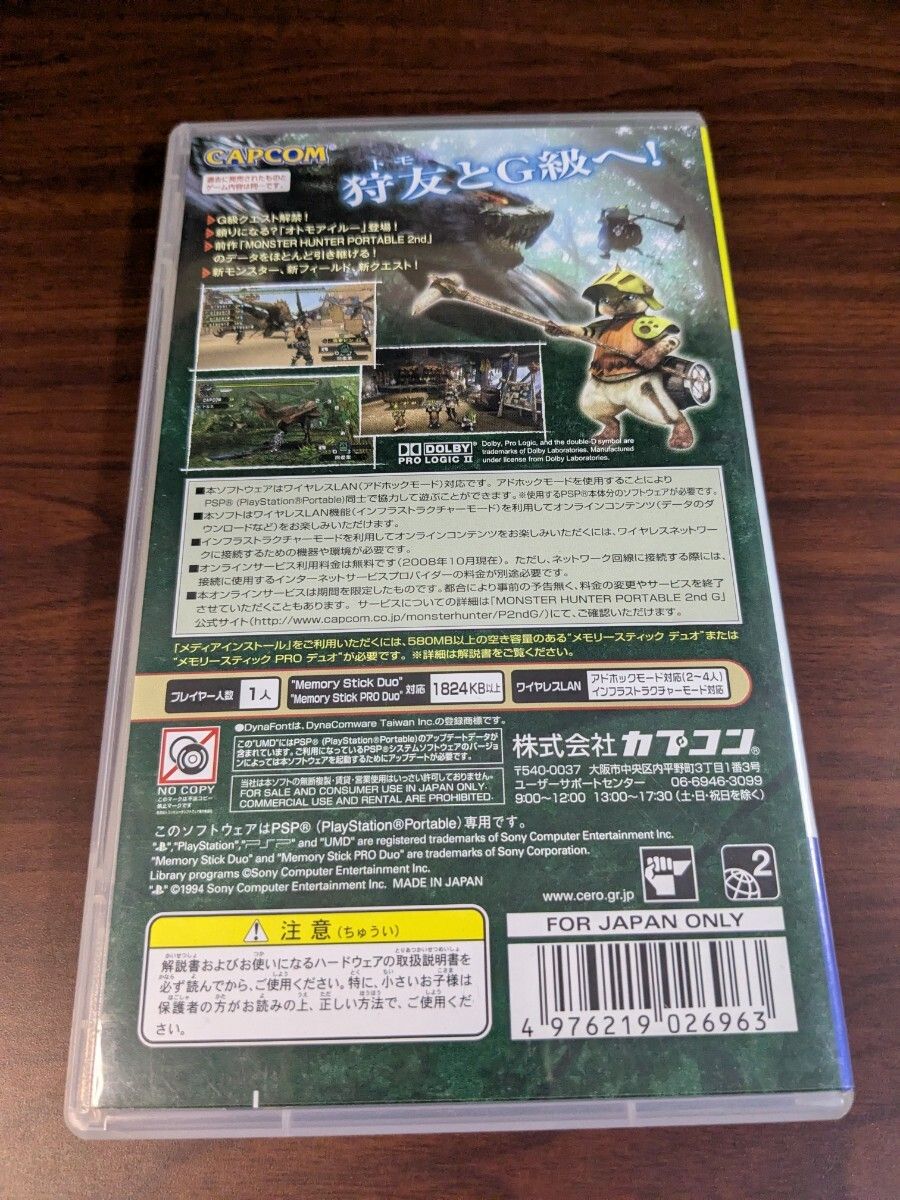 CAPCOM
過去に発売されたものと
ゲーム内容は同一です。
トモ
狩友とG級へ!
G級クエスト解禁!
頼りになる?「オトモアイルー」登場!
前作「MONSTER HUNTER PORTABLE 2nd」
のデータをほとんど引き継げる!
新モンスター、新フィールド、新クエスト!
CAPCOM
DOLBY
PRO LOGIC II
Dolby, Pro Logic, and the double-D symbol are
trademarks of Dolby Laboratories. Manufactured
under license from Dolby Laboratories.
■本ソフトウェアはワイヤレスLAN(アドホックモード)対応です。アドホックモードを使用することにより
PSP®(PlayStation®Portable)同士で協力して遊ぶことができます。※使用するPSP®本体分のソフトウェアが必要です。
■本ソフトはワイヤレスLAN機能(インフラストラクチャーモード)を利用してオンラインコンテンツ(データのダ
ウンロードなど)をお楽しみいただけます。
■インフラストラクチャーモードを利用してオンラインコンテンツをお楽しみいただくには、ワイヤレスネットワー
クに接続するための機器や環境が必要です。
■オンラインサービス利用料金は無料です(2008年10月現在)。ただし、ネットワーク回線に接続する際には、
接続に使用するインターネットサービスプロバイダーの料金が別途必要です。
■本オンラインサービスは期間を限定したものです。都合により事前の予告無く、料金の変更やサービスを終了
させていただくこともあります。サービスについての詳細は「MONSTER HUNTER PORTABLE 2nd G」
公式サイト(http://www.capcom.co.jp/monsterhunter/P2ndG/)にて、ご確認いただけます。
「メディアインストール」をご利用いただくには、580MB以上の空き容量のある"メモリースティック デュオ"または
"メモリースティック PRO デュオ"が必要です。※詳細は解説書をご覧ください。
プレイヤー人数 1人
"Memory Stick Duo"
"Memory Stick PRO Duo" 対応 1824KB以上
ワイヤレスLAN アドホックモード対応(2~4人)
インフラストラクチャーモード対応
●DynaFontは、DynaComware Taiwan Inc.の登録商標です。
この"UMD"にはPSP®(PlayStation®Portable)のアップデートデータが
含まれています。ご利用になっているPSP®システムソフトウェアのバージョ
ンによっては本ソフトウェアを起動するためにアップデートが必要です。
当社は本ソフトの無断複製・賃貸・営業使用はいっさい許可しておりません。
FOR SALE AND CONSUMER USE IN JAPAN ONLY.
COMMERCIAL USE AND RENTAL ARE PROHIBITED.
NO COPY
このマークは不正コピー
禁止マークです
株式会社カプコン®
〒540-0037 大阪市中央区内平野町3丁目1番3号
ユーザーサポートセンター 06-6946-3099
9:00~12:00 13:00~17:30(土・日・祝日を除く)
このソフトウェアはPSP®(PlayStation®Portable)専用です。
" ","PlayStation","PSP" and "UMD" are registered trademarks of Sony Computer Entertainment Inc.
"Memory Stick Duo" and "Memory Stick PRO Duo" are trademarks of Sony Corporation.
Library programs ©Sony Computer Entertainment Inc.
" " ©1994 Sony Computer Entertainment Inc. MADE IN JAPAN
www.cero.gr.jp
2
注意(ちゅうい)
解説書およびお使いになるハードウェアの取扱説明書を
必ず読んでから、ご使用ください。特に、小さいお子様は
保護者の方がお読みの上、正しい方法で、ご使用くだ
さい。
FOR JAPAN ONLY
4 976219 026963